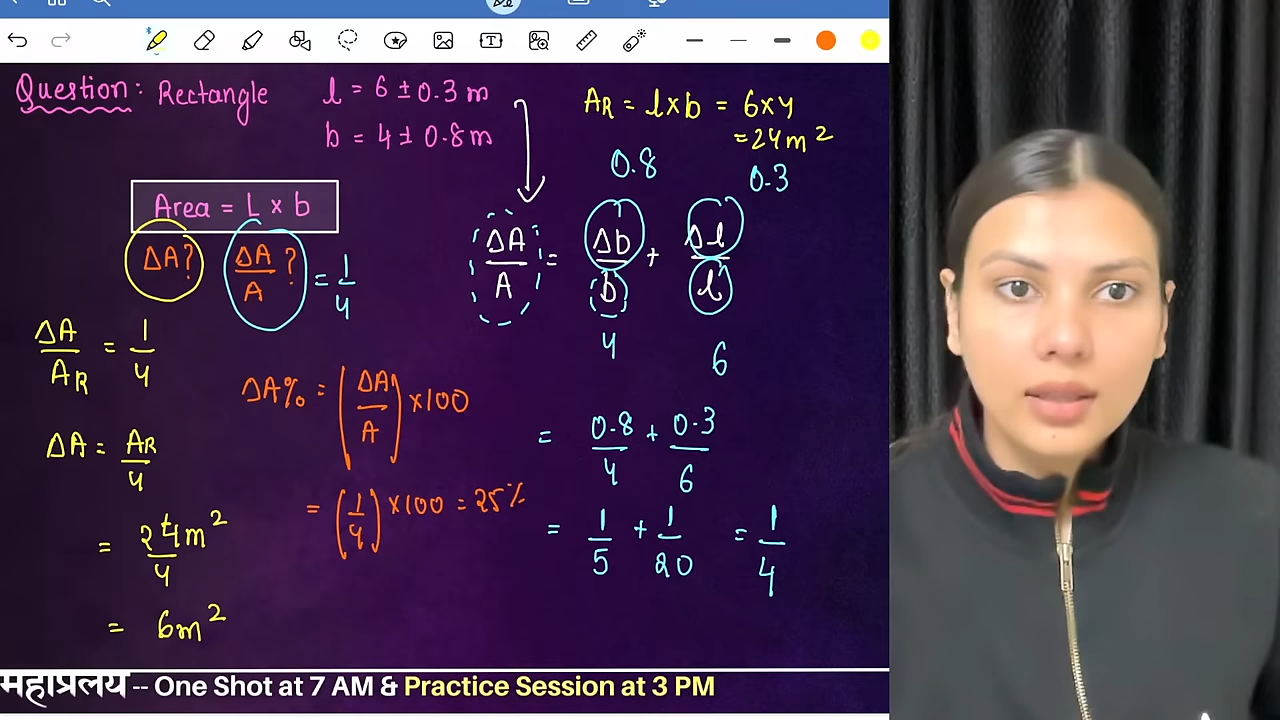 Question: Rectangle
l = 6 ± 0.3 m
b = 4 ± 0.8 m
Area = L × b
ΔA?
ΔA/A ? = 1/4
A_R = l×b = 6×4
= 24 m²
0.8
0.3
ΔA/A = Δb/b + Δl/l
4
6
= 0.8/4 + 0.3/6
= 1/5 + 1/20 = 1/4
ΔA/A_R = 1/4
ΔA = A_R/4
= 24m²/4
= 6m²
ΔA% = (ΔA/A) × 100
= (1/4) × 100 = 25%
महाप्रलय -- One Shot at 7 AM & Practice Session at 3 PM